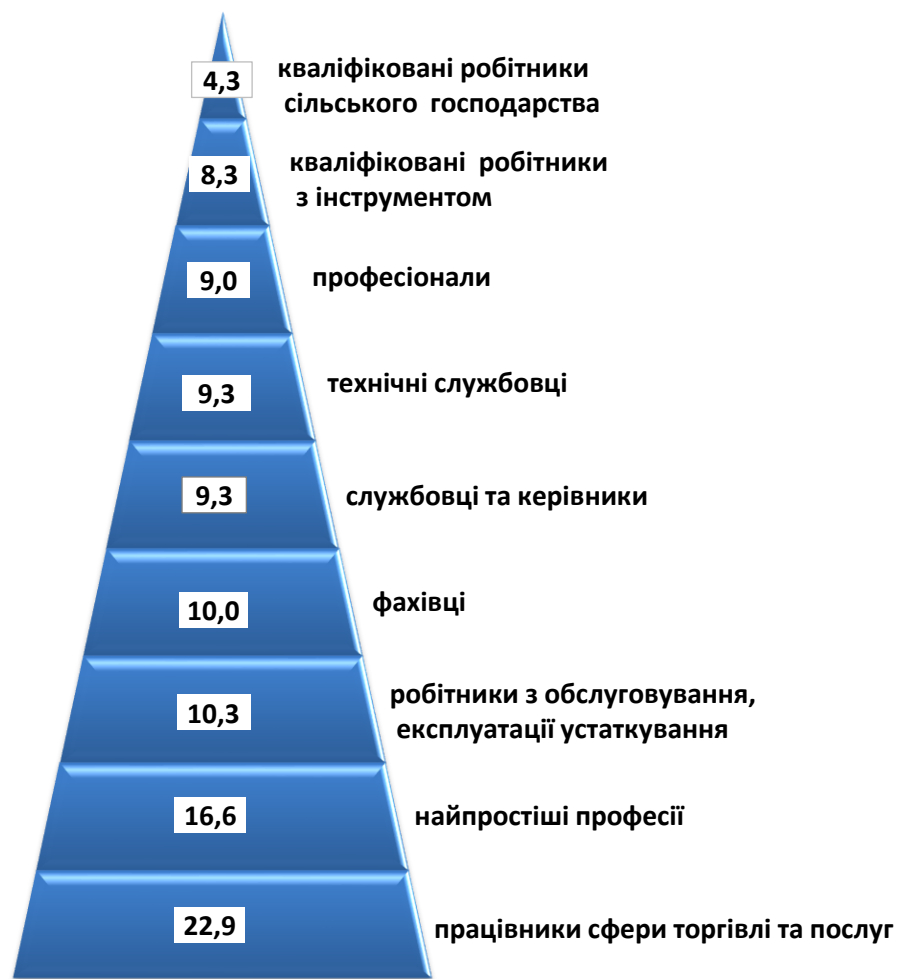 4,3
кваліфіковані робітники
сільського господарства
8,3
кваліфіковані робітники
з інструментом
9,0
професіонали
9,3
технічні службовці
9,3
службовці та керівники
10,0
фахівці
10,3
робітники з обслуговування,
експлуатації устаткування
16,6
найпростіші професії
22,9
працівники сфери торгівлі та послуг